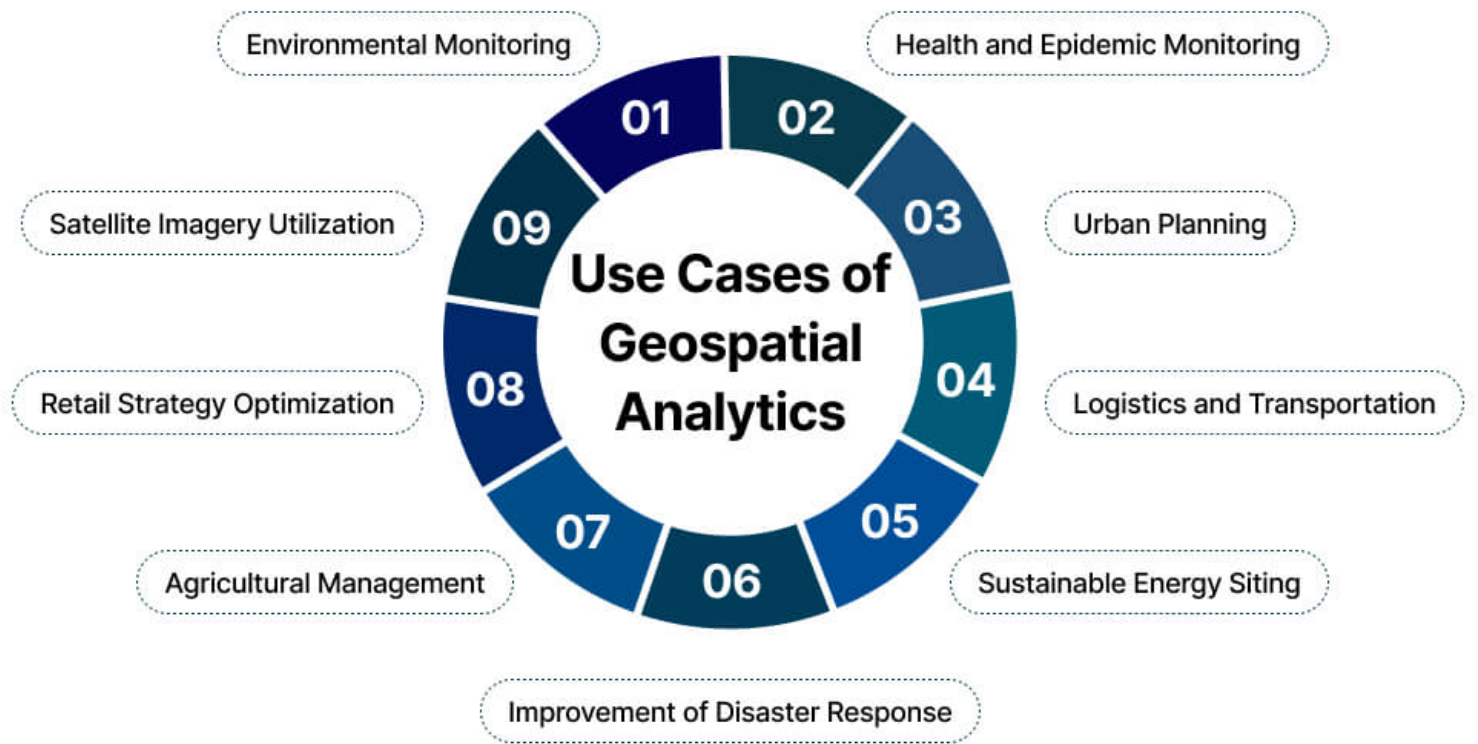 Environmental Monitoring
Health and Epidemic Monitoring
01
02
09
03
Satellite Imagery Utilization
Urban Planning
Use Cases of
Geospatial
Analytics
08
04
Retail Strategy Optimization
Logistics and Transportation
07
05
06
Agricultural Management
Sustainable Energy Siting
Improvement of Disaster Response